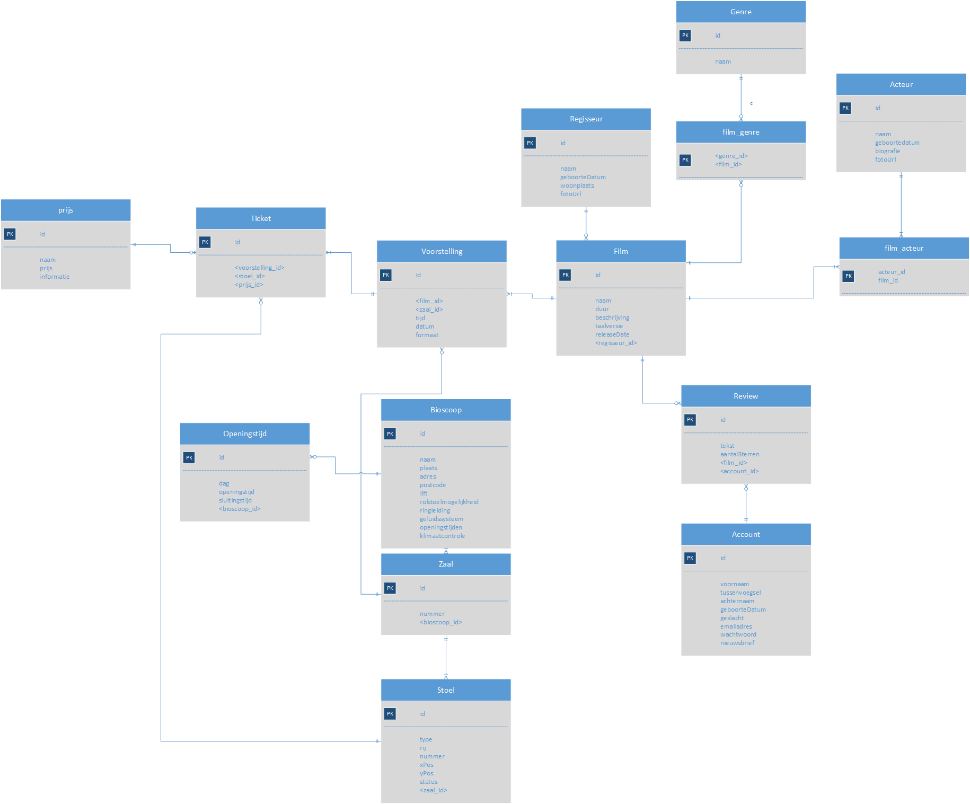 Genre
PK id
naam
Acteur
PK id
naam
geboortedatum
biografie
fotoUrl
Regisseur
PK id
naam
geboorteDatum
woonplaats
fotoUrl
film_genre
PK <genre_id>
<film_id>
prijs
PK id
naam
prijs
informatie
Ticket
PK id
<voorstelling_id>
<stoel_id>
<prijs_id>
Voorstelling
PK id
<film_id>
<zaal_id>
tijd
datum
formaat
Film
PK id
naam
duur
beschrijving
taalversie
releaseDate
<regisseur_id>
film_acteur
PK acteur_id
film_id
Review
PK id
tekst
aantalSterren
<film_id>
<account_id>
Bioscoop
PK id
naam
plaats
adres
postcode
lift
rolstoelmogelijkheid
ringleiding
geluidssysteem
openingstijden
klimaatcontrole
Openingstijd
PK id
dag
openingstijd
sluitingstijd
<bioscoop_id>
Account
PK id
voornaam
tussenvoegsel
achternaam
geboorteDatum
geslacht
emailadres
wachtwoord
nieuwsbrief
Zaal
PK id
nummer
<bioscoop_id>
Stoel
PK id
type
rij
nummer
xPos
yPos
status
<zaal_id>